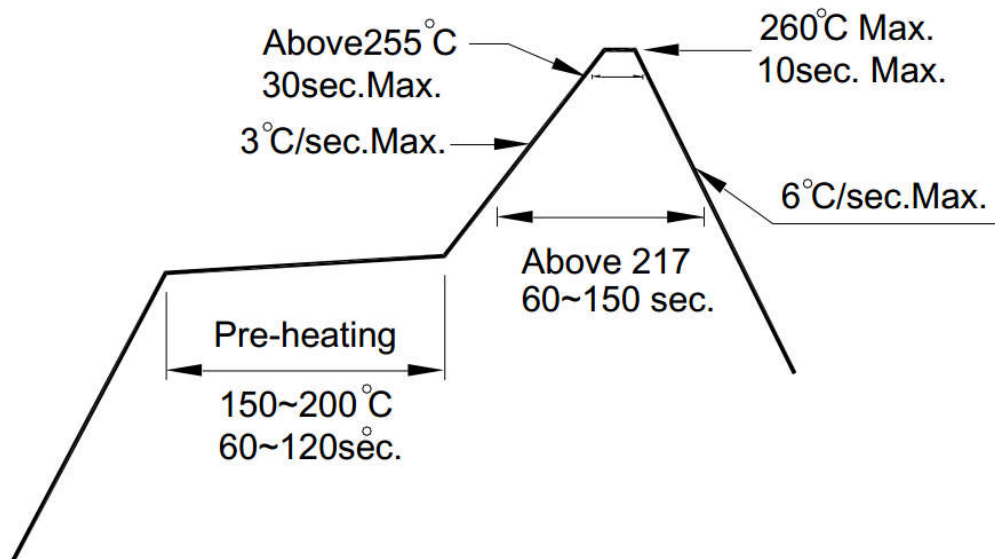 Above255°C
30sec.Max.
260°C Max.
10sec. Max.
3°C/sec.Max.
6°C/sec.Max.
Above 217
60~150 sec.
Pre-heating
150~200°C
60~120sec.